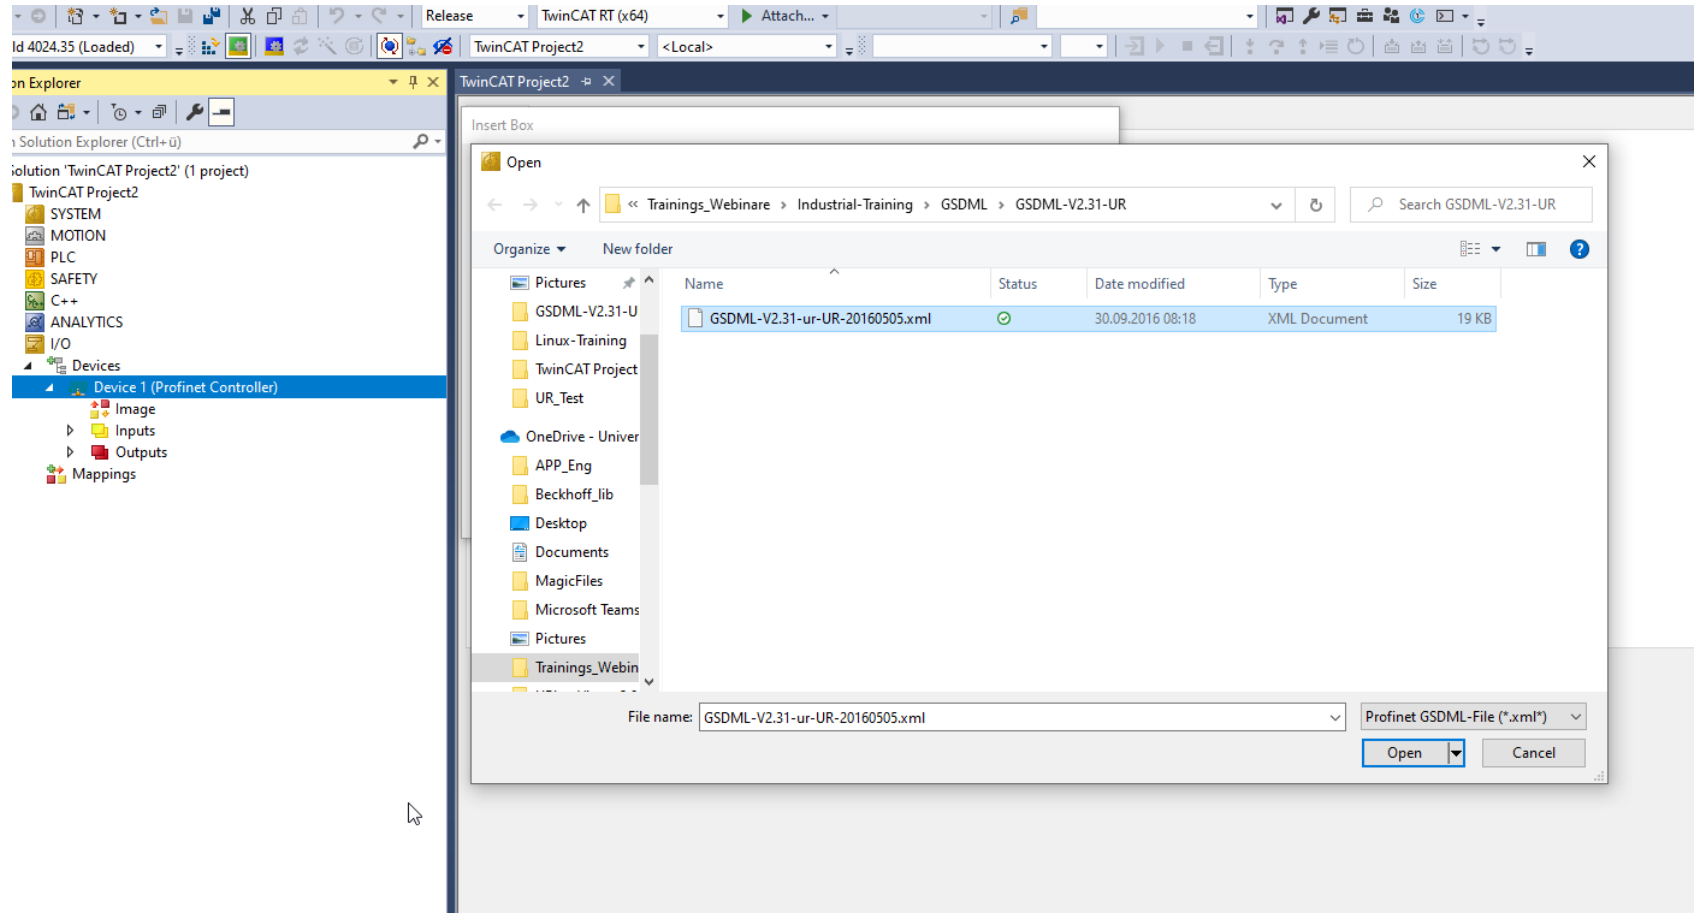 Release TwinCAT RT (x64) Attach...
ld 4024.35 (Loaded) TwinCAT Project2 <Local>
on Explorer
TwinCAT Project2
Solution Explorer (Ctrl+ü)
Solution 'TwinCAT Project2' (1 project)
TwinCAT Project2
SYSTEM
MOTION
PLC
SAFETY
C++
ANALYTICS
I/O
Devices
Device 1 (Profinet Controller)
Image
Inputs
Outputs
Mappings
Insert Box
Open
« Trainings_Webinare > Industrial-Training > GSDML > GSDML-V2.31-UR
Search GSDML-V2.31-UR
Organize New folder
Pictures
GSDML-V2.31-U
Linux-Training
TwinCAT Project
UR_Test
OneDrive - Univer
APP_Eng
Beckhoff_lib
Desktop
Documents
MagicFiles
Microsoft Teams
Pictures
Trainings_Webin
Name Status Date modified Type Size
GSDML-V2.31-ur-UR-20160505.xml 30.09.2016 08:18 XML Document 19 KB
File name: GSDML-V2.31-ur-UR-20160505.xml Profinet GSDML-File (*.xml*)
Open Cancel